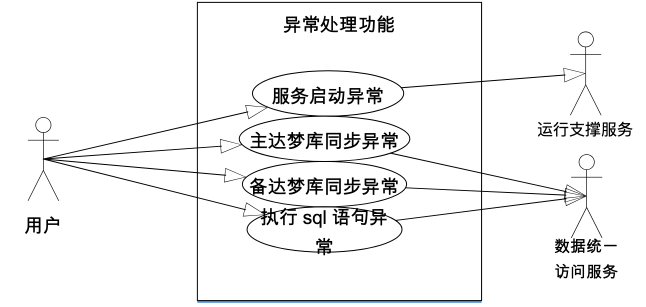 异常处理功能
服务启动异常
主达梦库同步异常
备达梦库同步异常
执行 sql 语句异
常
用户
运行支撑服务
数据统一
访问服务